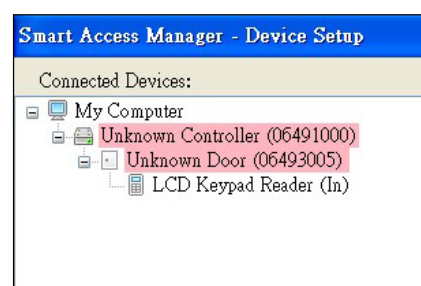 Smart Access Manager - Device Setup
Connected Devices:
My Computer
Unknown Controller (06491000)
Unknown Door (06493005)
LCD Keypad Reader (In)